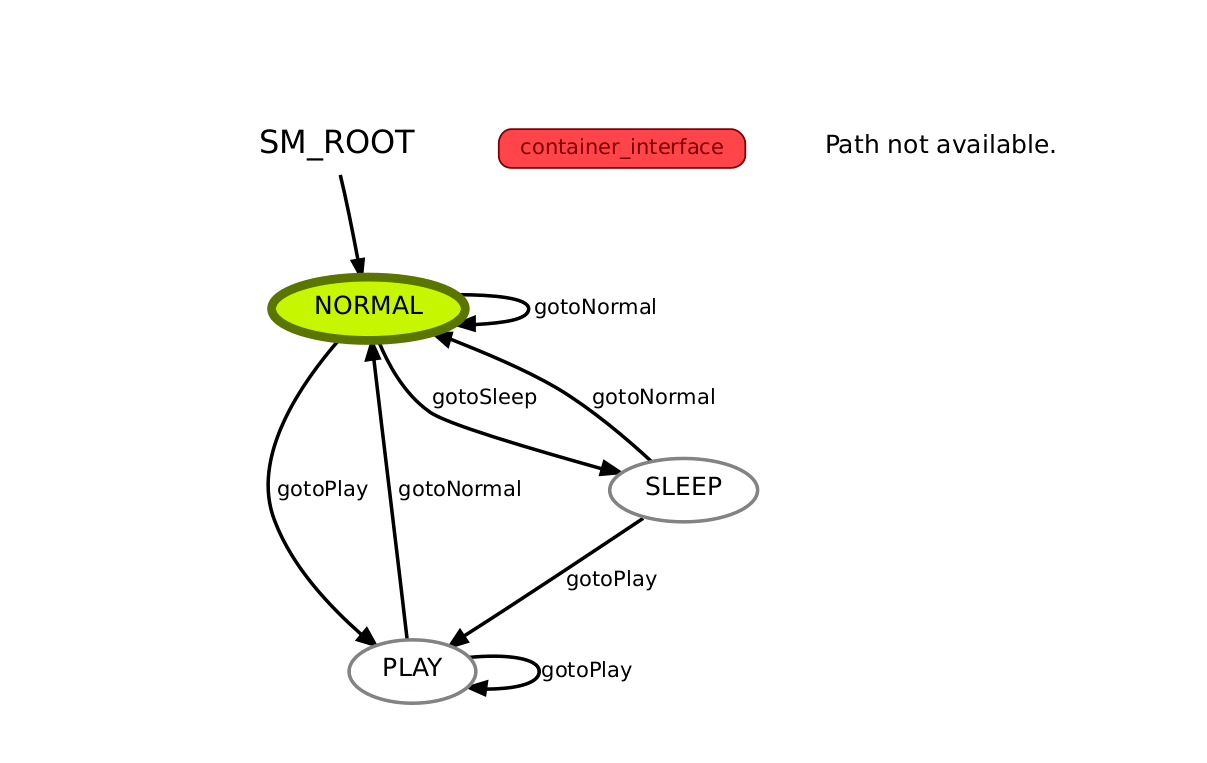 SM_ROOT
container_interface
Path not available.
NORMAL
gotoNormal
gotoSleep
gotoNormal
gotoPlay
gotoNormal
SLEEP
gotoPlay
PLAY
gotoPlay